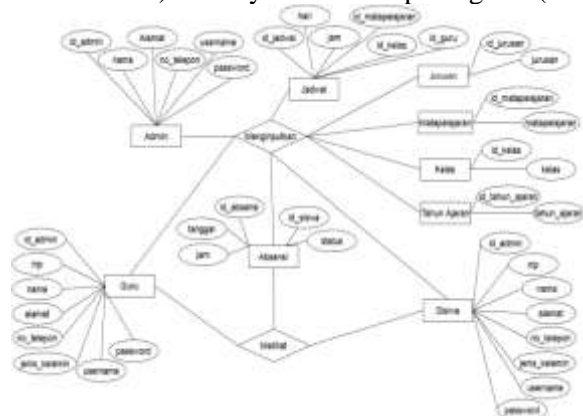 hari
id_matapelajaran
id_jadwal
jam
id_kelas
id_guru
Jadwal
id_admin
nama
alamat
no_telepon
username
password
Admin
Menginputkan
id_jurusan
jurusan
Jurusan
id_matapelajaran
matapelajaran
Matapelajaran
id_kelas
kelas
Kelas
id_tahun_ajaran
tahun_ajaran
Tahun Ajaran
id_absensi
id_siswa
tanggal
jam
status
Absensi
id_admin
nip
nama
alamat
no_telepon
jenis_kelamin
username
password
Guru
Melihat
id_admin
nip
nama
alamat
no_telepon
jenis_kelamin
username
password
Siswa